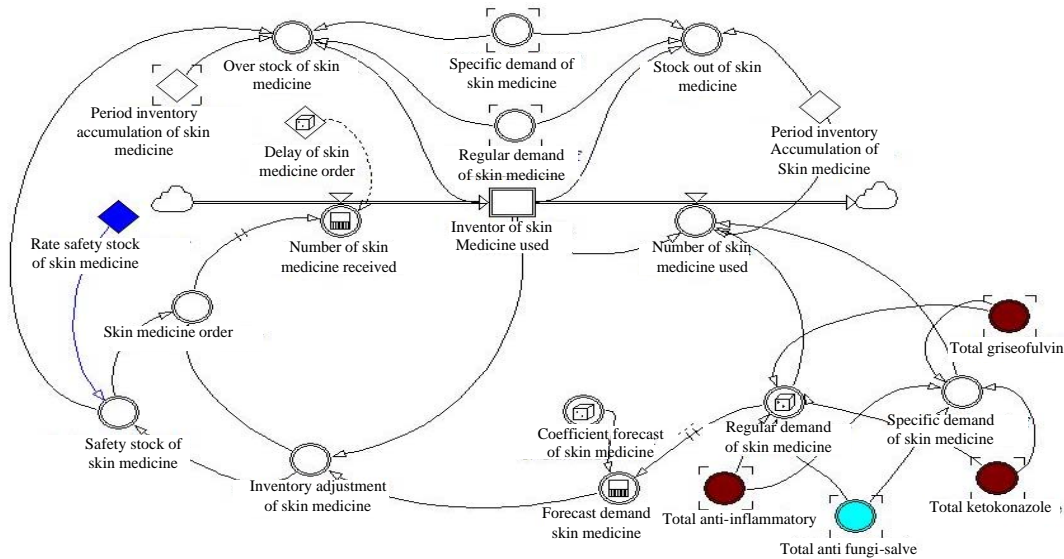 Over stock of skin
medicine
Specific demand of
skin medicine
Stock out of skin
medicine
Period inventory
accumulation of skin
medicine
Delay of skin
medicine order
Regular demand
of skin medicine
Period inventory
Accumulation of
Skin medicine
Rate safety stock
of skin medicine
Number of skin
medicine received
Inventor of skin
Medicine used
Number of skin
medicine used
Skin medicine order
Total griseofulvin
Safety stock of
skin medicine
Coefficient forecast
of skin medicine
Regular demand
of skin medicine
Specific demand
of skin medicine
Inventory adjustment
of skin medicine
Forecast demand
skin medicine
Total anti-inflammatory
Total ketokonazole
Total anti fungi-salve